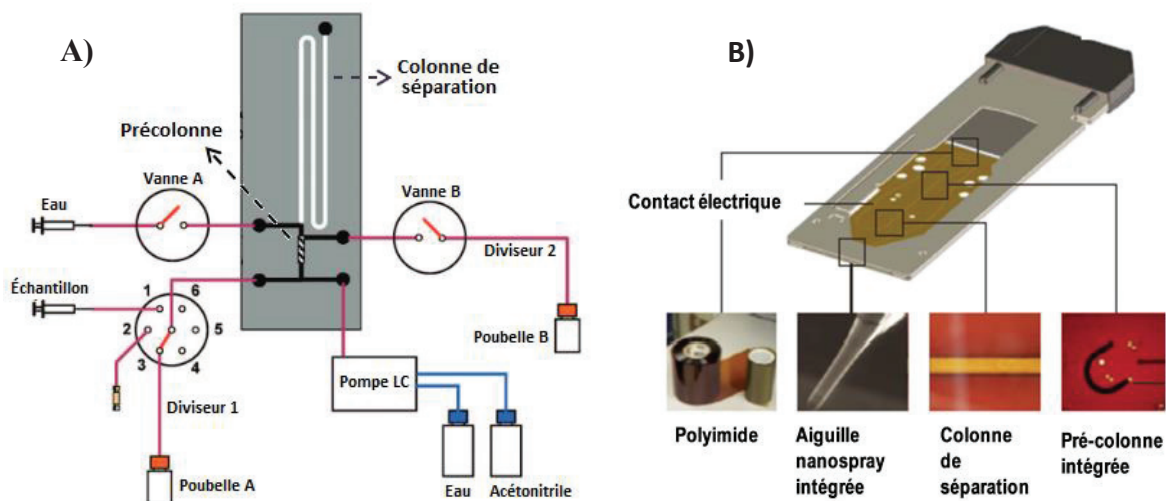 A)
Colonne de
séparation
Précolonne
Vanne A
Vanne B
Eau
Diviseur 2
Échantillon
1
6
2
5
3
4
Poubelle B
Pompe LC
Diviseur 1
Poubelle A
Eau
Acétonitrile
B)
Contact électrique
Polyimide
Aiguille
nanospray
intégrée
Colonne
de
séparation
Pré-colonne
intégrée